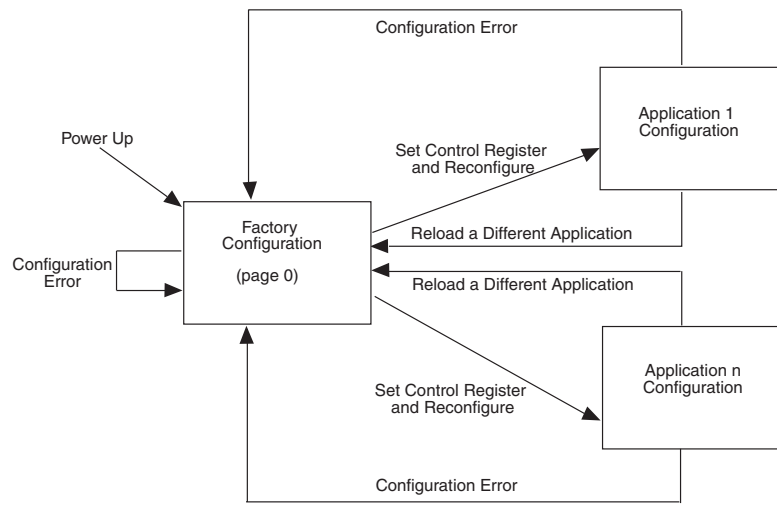 Configuration Error
Application 1
Configuration
Power Up
Set Control Register
and Reconfigure
Factory
Configuration
(page 0)
Reload a Different Application
Configuration
Error
Reload a Different Application
Application n
Configuration
Set Control Register
and Reconfigure
Configuration Error